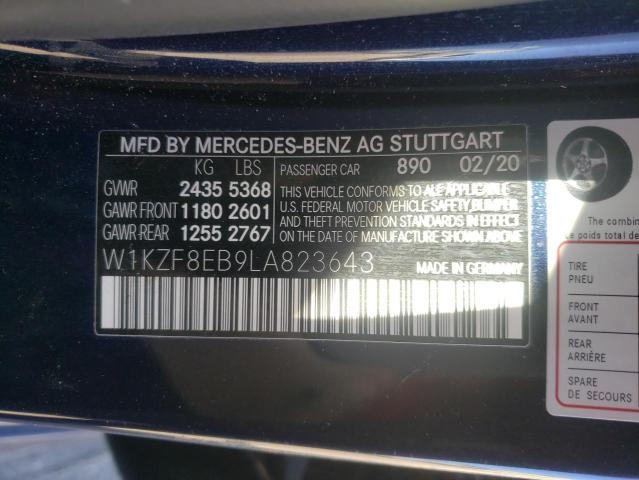 MFD BY MERCEDES-BENZ AG STUTTGART
KG LBS PASSENGER CAR 890 02/20
GVWR 2435 5368
GAWR FRONT 1180 2601
GAWR REAR 1255 2767
THIS VEHICLE CONFORMS TO ALL APPLICABLE
U.S. FEDERAL MOTOR VEHICLE SAFETY, BUMPER
AND THEFT PREVENTION STANDARDS IN EFFECT
ON THE DATE OF MANUFACTURE SHOWN ABOVE.
W1KZF8EB9LA823643 MADE IN GERMANY
The combine
Le poids total de
TIRE
PNEU
FRONT
AVANT
REAR
ARRIÈRE
SPARE
DE SECOURS